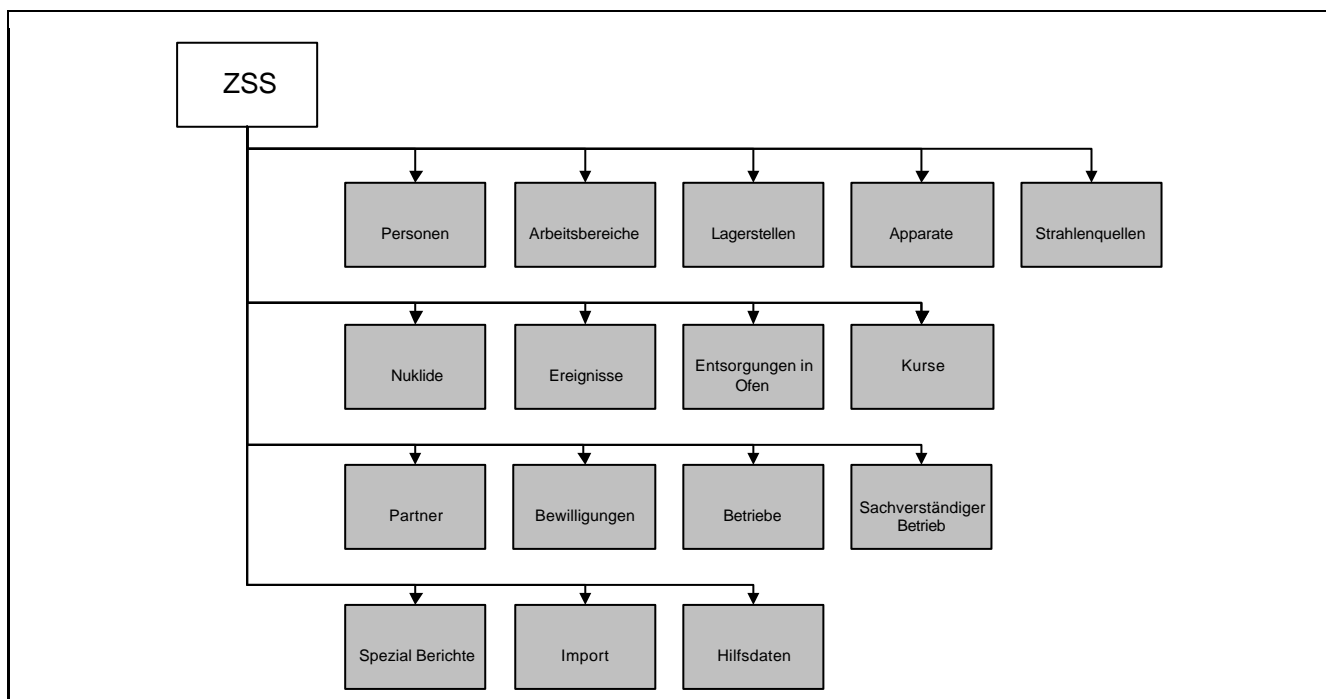 ZSS
Personen
Arbeitsbereiche
Lagerstellen
Apparate
Strahlenquellen
Nuklide
Ereignisse
Entsorgungen in
Ofen
Kurse
Partner
Bewilligungen
Betriebe
Sachverständiger
Betrieb
Spezial Berichte
Import
Hilfsdaten